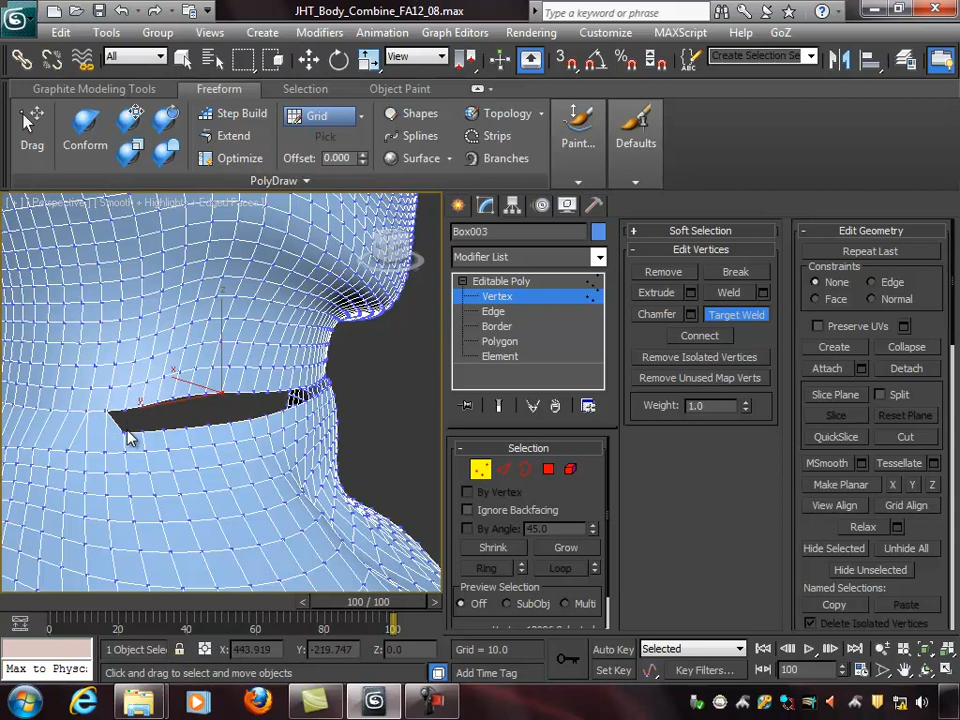 JHT_Body_Combine_FA12_08.max
Type a keyword or phrase
Edit Tools Group Views Create Modifiers Animation Graph Editors Rendering Customize MAXScript Help GoZ
All View Create Selection Se
Graphite Modeling Tools Freeform Selection Object Paint
Drag Conform Step Build Extend Optimize Grid Pick Offset: 0.000 Shapes Splines Surface Topology Strips Branches Paint... Defaults
PolyDraw
[ + ] Perspective Smooth + Highlight + Edged Faces ]
Box003
Modifier List
Editable Poly
Vertex
Edge
Border
Polygon
Element
Selection
By Vertex
Ignore Backfacing
By Angle: 45.0
Shrink Grow
Ring Loop
Preview Selection
Off SubObj Multi
Soft Selection
Edit Vertices
Remove Break
Extrude Weld
Chamfer Target Weld
Connect
Remove Isolated Vertices
Remove Unused Map Verts
Weight: 1.0
Edit Geometry
Repeat Last
Constraints
None Edge
Face Normal
Preserve UVs
Create Collapse
Attach Detach
Slice Plane Split
Slice Reset Plane
QuickSlice Cut
MSmooth Tessellate
Make Planar X Y Z
View Align Grid Align
Relax
Hide Selected Unhide All
Hide Unselected
Named Selections:
Copy Paste
Delete Isolated Vertices
z
x
y
100 / 100
0 20 40 60 80 100
1 Object Selec X: 443.919 Y: -219.747 Z: 0.0 Grid = 10.0 Auto Key Selected
Max to Physc Click and drag to select and move objects Add Time Tag Set Key Key Filters... 100